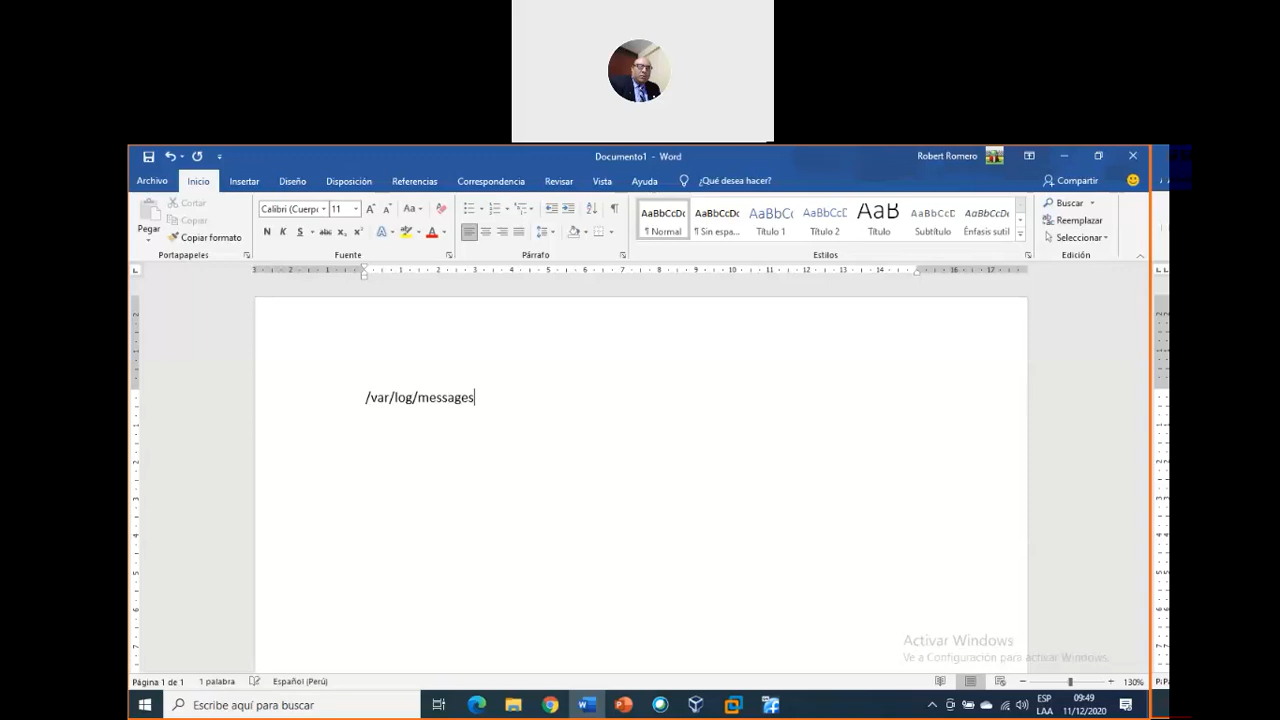 Documento1 - Word
Robert Romero
Archivo
Inicio
Insertar
Diseño
Disposición
Referencias
Correspondencia
Revisar
Vista
Ayuda
¿Qué desea hacer?
Compartir
Pegar
Cortar
Copiar
Copiar formato
Portapapeles
Calibri (Cuerpo
11
Fuente
Párrafo
AaBbCcDc
¶ Normal
AaBbCcDc
¶ Sin espa...
AaBbCc
Título 1
AaBbCcD
Título 2
AaB
Título
AaBbCcD
Subtítulo
AaBbCcDc
Énfasis sutil
Estilos
Buscar
Reemplazar
Seleccionar
Edición
/var/log/messages
Activar Windows
Ve a Configuración para activar Windows.
Página 1 de 1
1 palabra
Español (Perú)
130%
Escribe aquí para buscar
ESP
LAA
09:49
11/12/2020